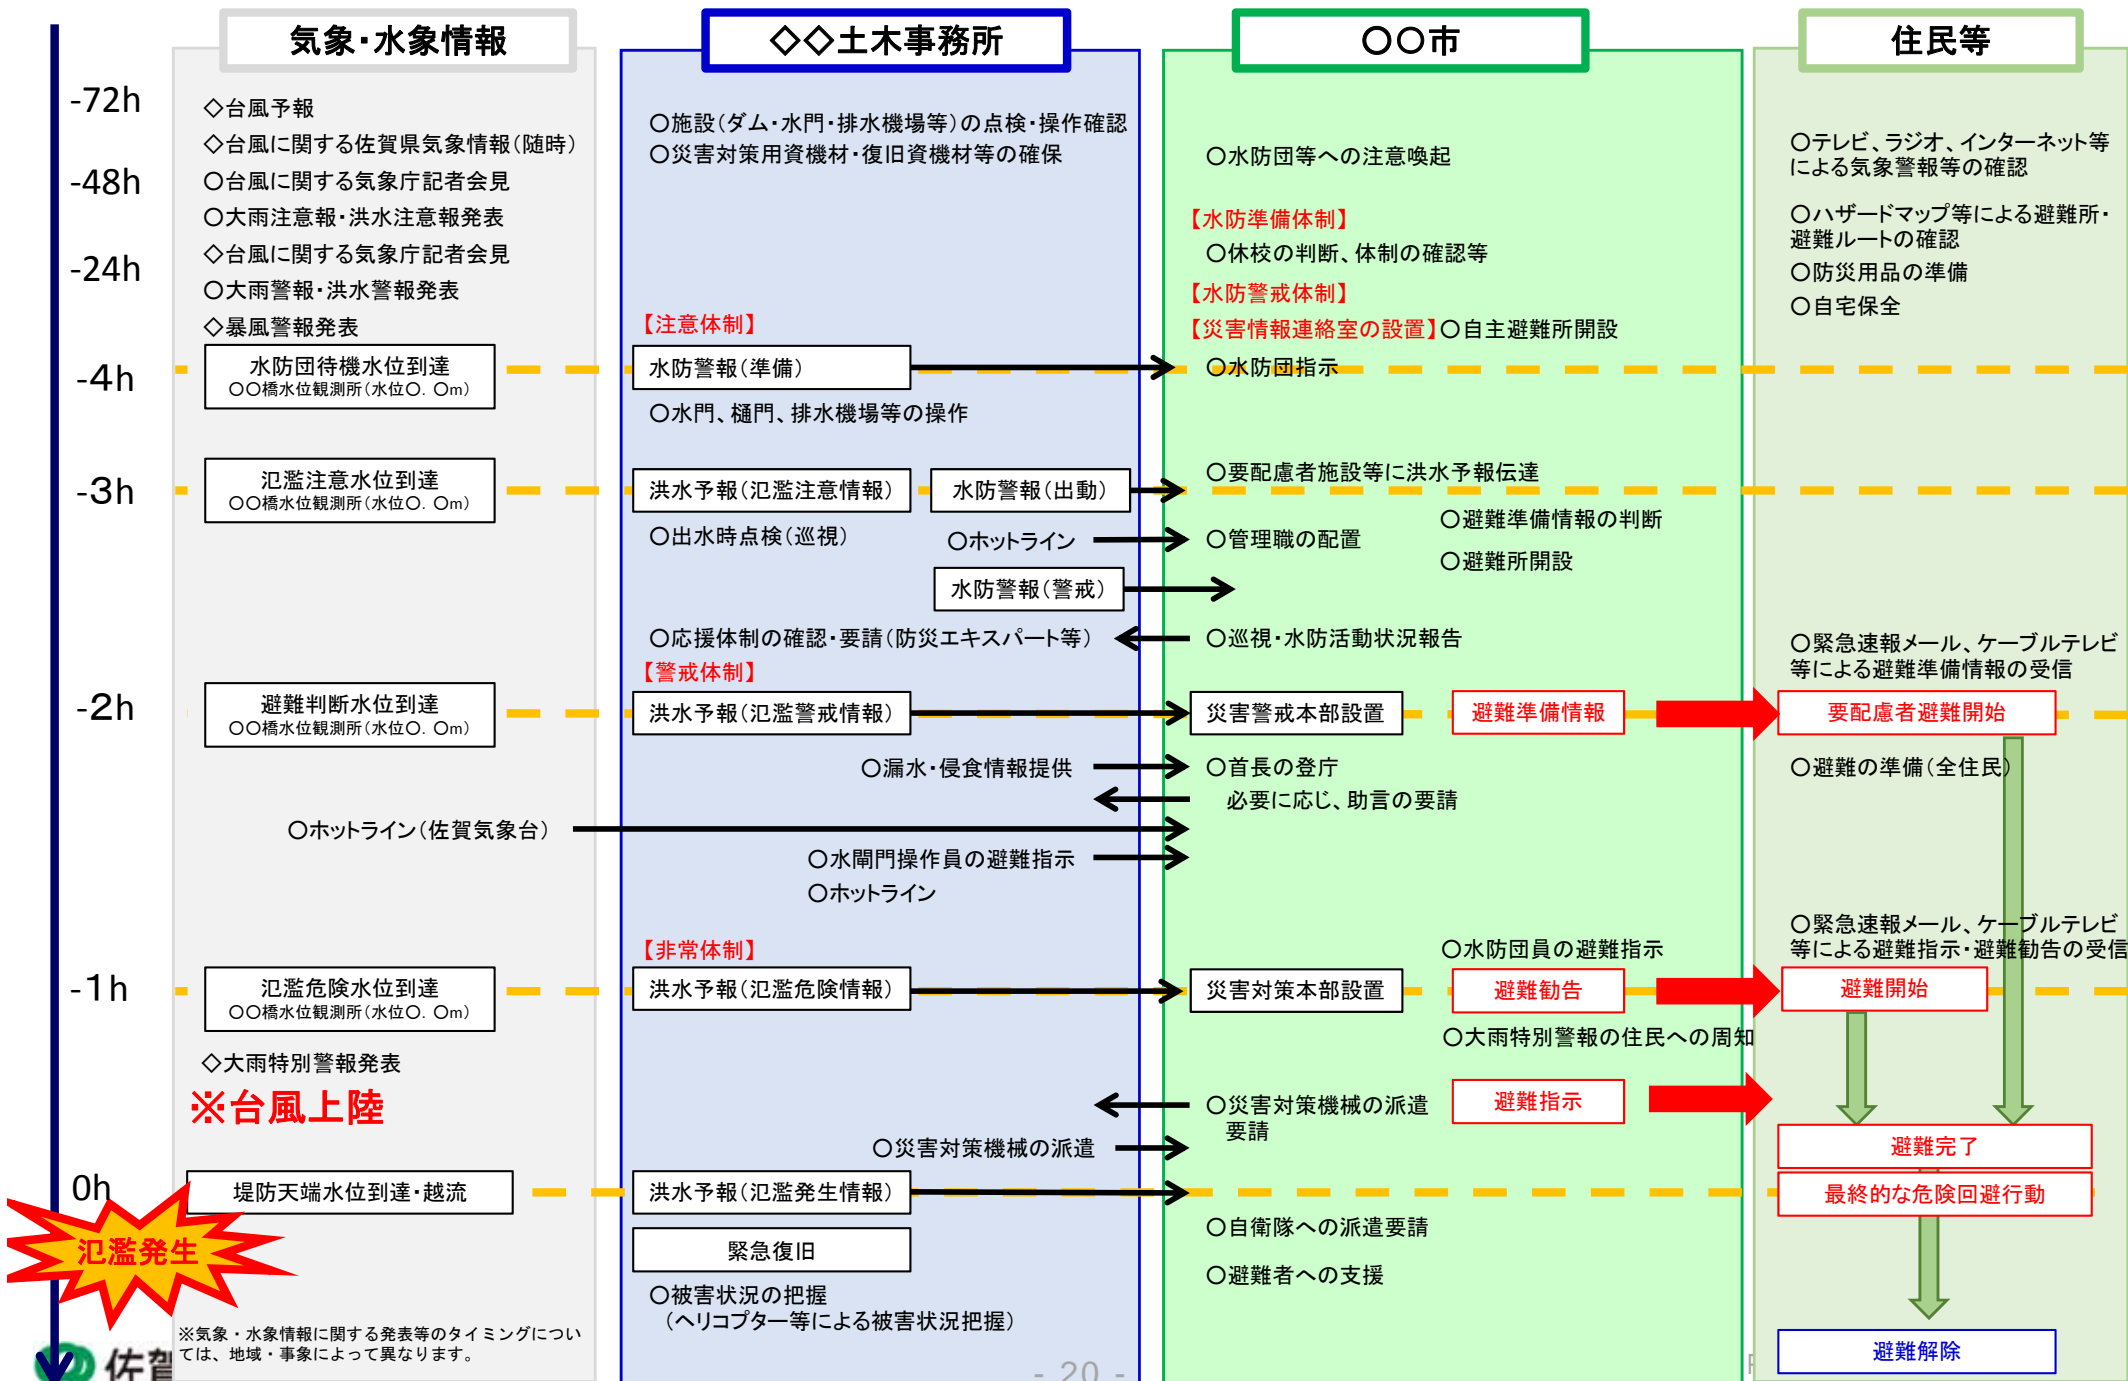 気象・水象情報
◇◇土木事務所
〇〇市
住民等
-72h
-48h
-24h
-4h
-3h
-2h
-1h
0h
◇台風予報
◇台風に関する佐賀県気象情報(随時)
〇台風に関する気象庁記者会見
〇大雨注意報・洪水注意報発表
◇台風に関する気象庁記者会見
〇大雨警報・洪水警報発表
◇暴風警報発表
水防団待機水位到達
〇〇橋水位観測所(水位〇.〇m)
氾濫注意水位到達
〇〇橋水位観測所(水位〇.〇m)
避難判断水位到達
〇〇橋水位観測所(水位〇.〇m)
〇ホットライン(佐賀気象台)
氾濫危険水位到達
〇〇橋水位観測所(水位〇.〇m)
◇大雨特別警報発表
※台風上陸
堤防天端水位到達・越流
氾濫発生
※気象・水象情報に関する発表等のタイミングについ
ては、地域・事象によって異なります。
佐賀
〇施設(ダム・水門・排水機場等)の点検・操作確認
〇災害対策用資機材・復旧資機材等の確保
【注意体制】
水防警報(準備)
〇水門、樋門、排水機場等の操作
洪水予報(氾濫注意情報)
水防警報(出動)
〇出水時点検(巡視)
〇ホットライン
水防警報(警戒)
〇応援体制の確認・要請(防災エキスパート等)
【警戒体制】
洪水予報(氾濫警戒情報)
〇漏水・侵食情報提供
〇水閘門操作員の避難指示
〇ホットライン
【非常体制】
洪水予報(氾濫危険情報)
〇災害対策機械の派遣
洪水予報(氾濫発生情報)
緊急復旧
〇被害状況の把握
(ヘリコプター等による被害状況把握)
- 20 -
〇水防団等への注意喚起
【水防準備体制】
〇休校の判断、体制の確認等
【水防警戒体制】
【災害情報連絡室の設置】〇自主避難所開設
〇水防団指示
〇要配慮者施設等に洪水予報伝達
〇避難準備情報の判断
〇管理職の配置
〇避難所開設
〇巡視・水防活動状況報告
災害警戒本部設置
避難準備情報
〇首長の登庁
必要に応じ、助言の要請
〇水防団員の避難指示
災害対策本部設置
避難勧告
〇大雨特別警報の住民への周知
〇災害対策機械の派遣
要請
避難指示
〇自衛隊への派遣要請
〇避難者への支援
〇テレビ、ラジオ、インターネット等
による気象警報等の確認
〇ハザードマップ等による避難所・
避難ルートの確認
〇防災用品の準備
〇自宅保全
〇緊急速報メール、ケーブルテレビ
等による避難準備情報の受信
要配慮者避難開始
〇避難の準備(全住民)
〇緊急速報メール、ケーブルテレビ
等による避難指示・避難勧告の受信
避難開始
避難完了
最終的な危険回避行動
避難解除